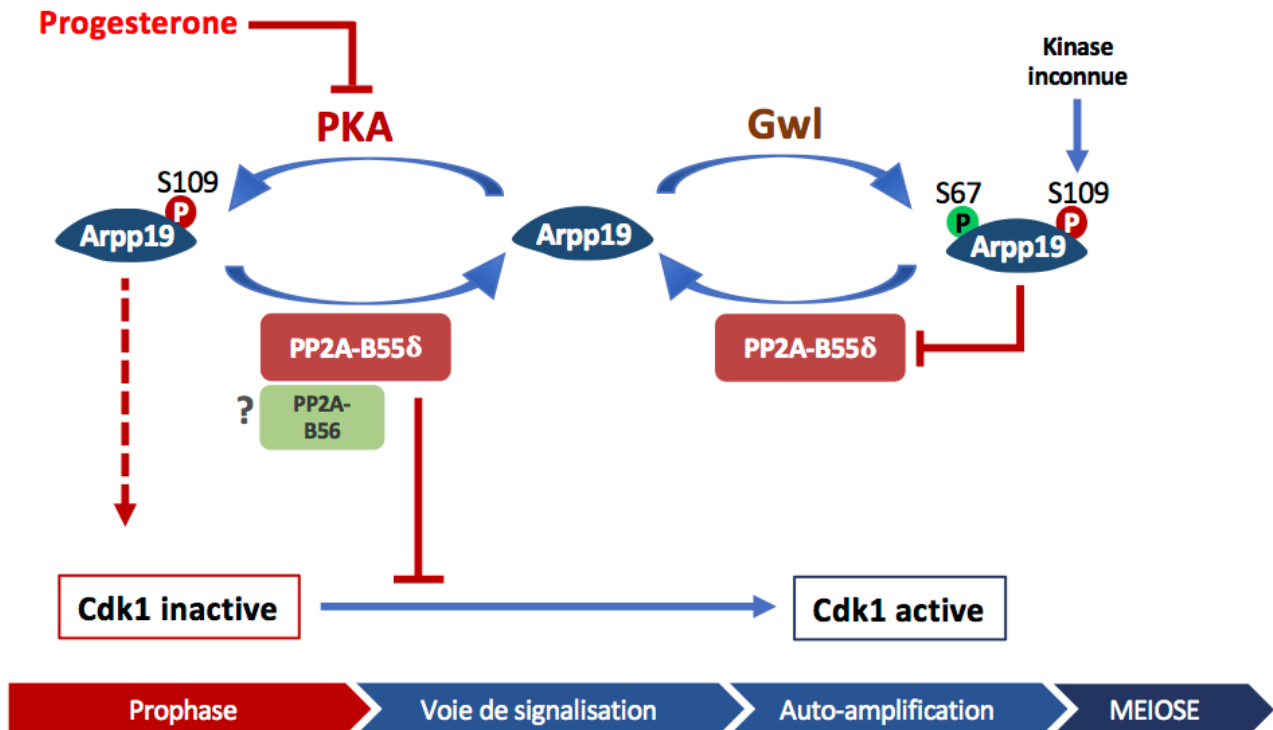 Progesterone
Kinase
inconnue
PKA
Gwl
S109
P
Arpp19
Arpp19
S67
S109
P
P
Arpp19
PP2A-B55δ
PP2A-B55δ
?
PP2A-
B56
Cdk1 inactive
Cdk1 active
Prophase
Voie de signalisation
Auto-amplification
MEIOSE